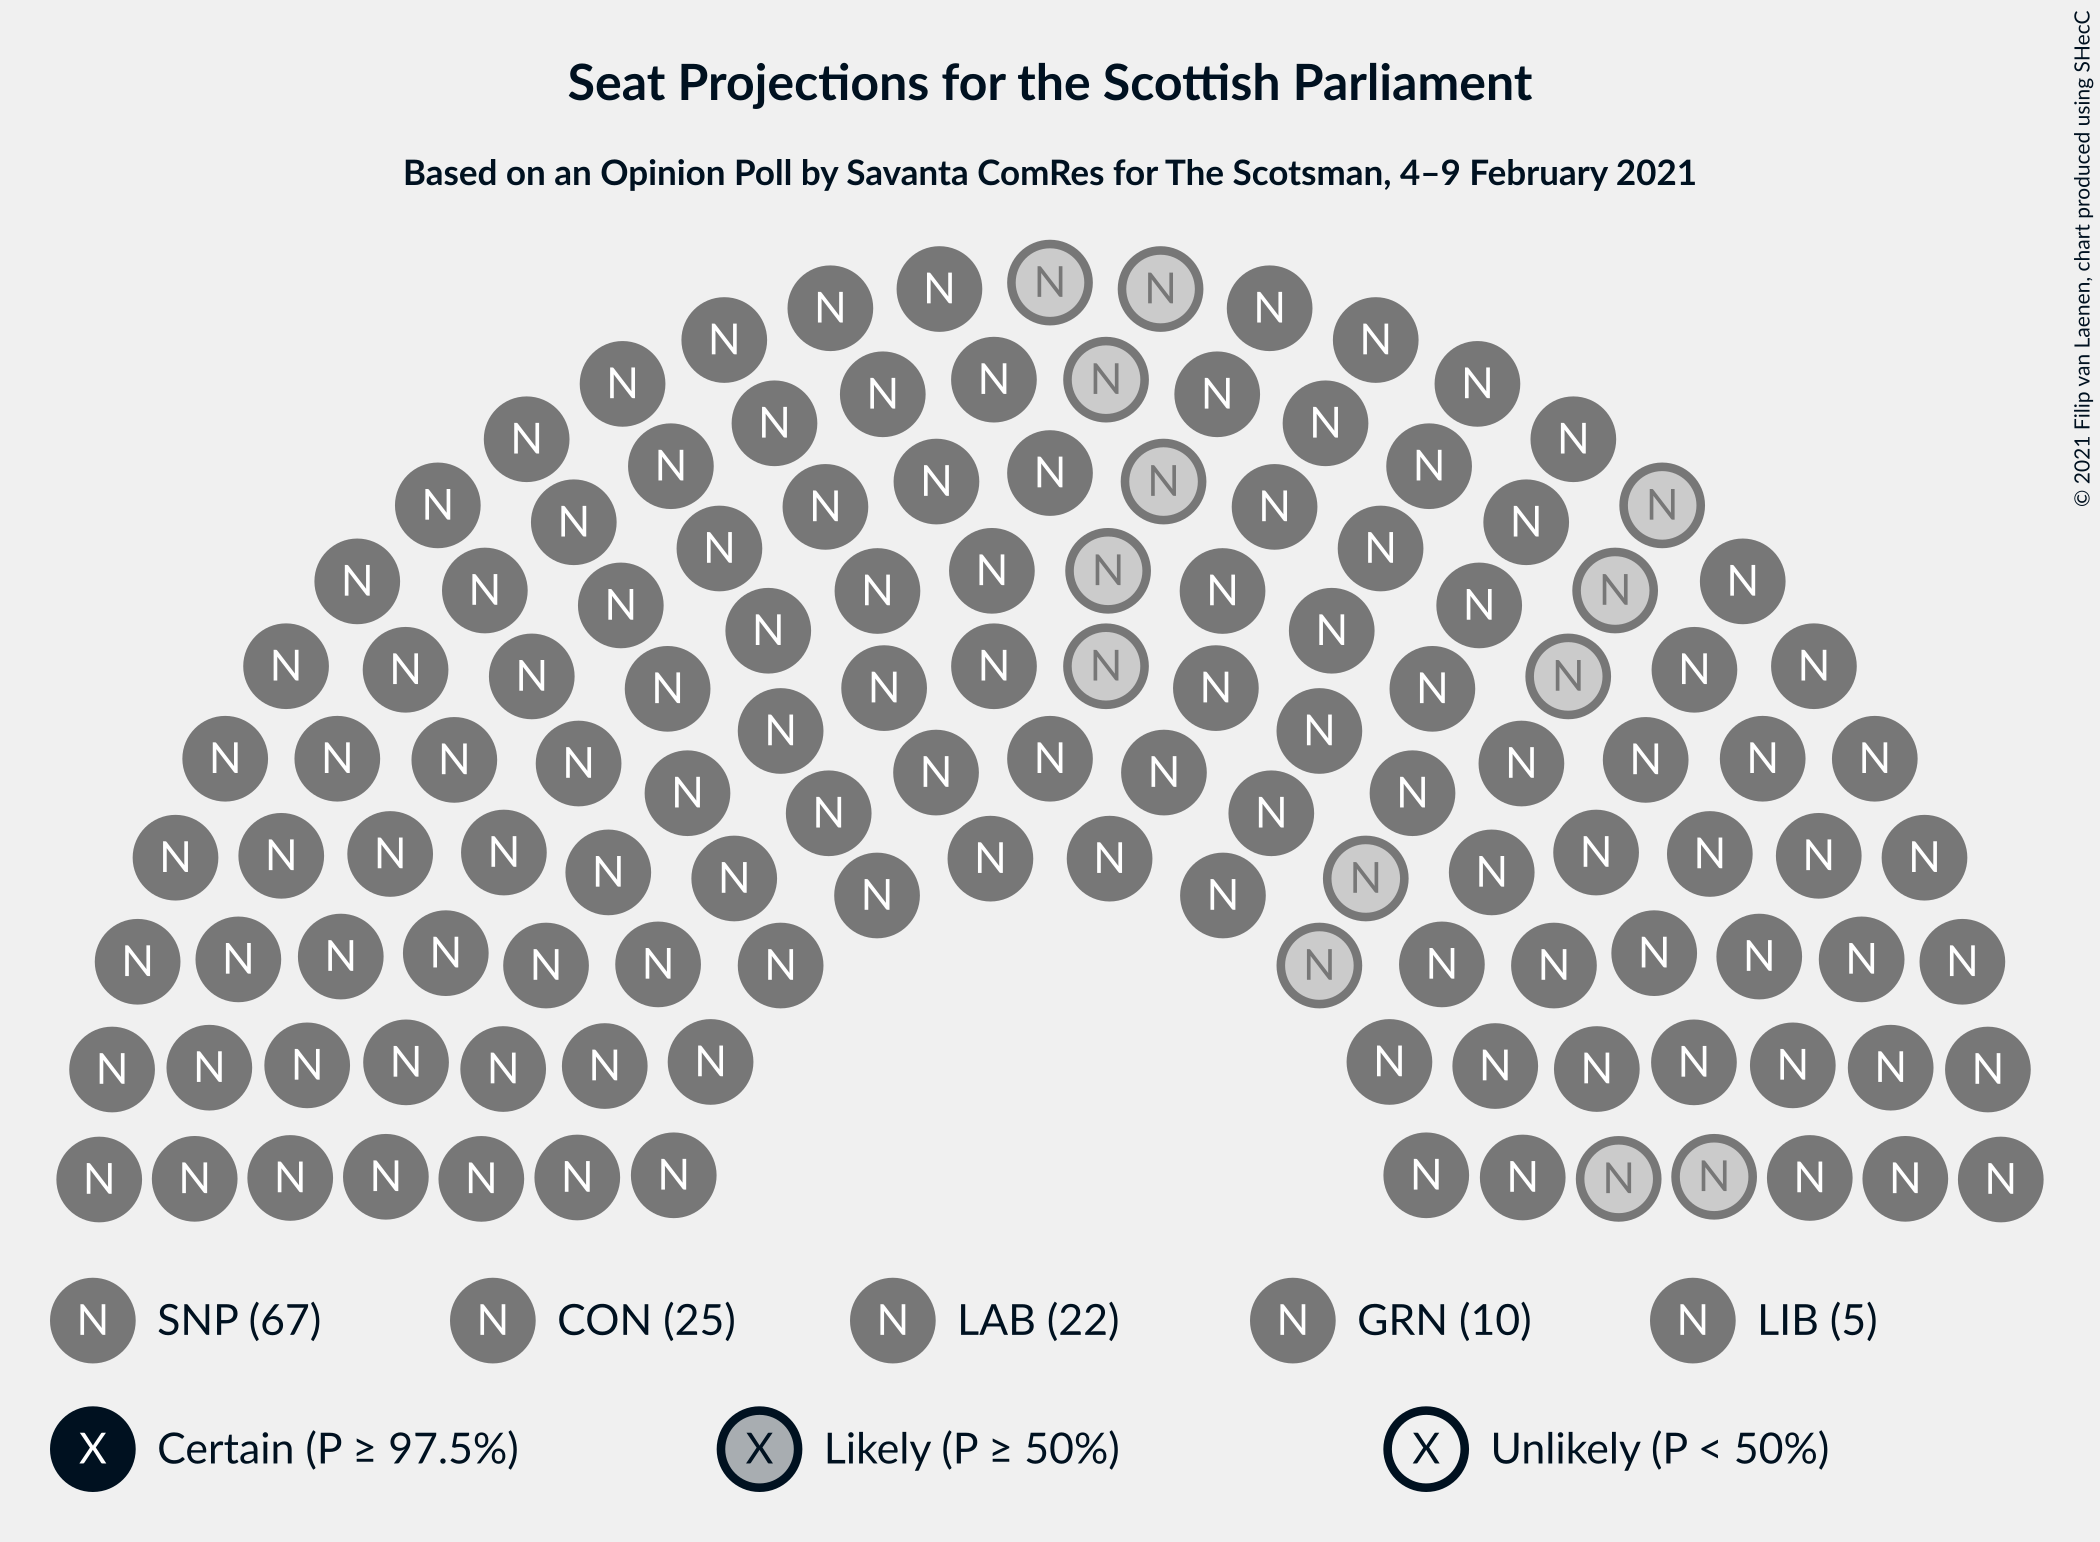 © 2021 Filip van Laenen, chart produced using SHecC
Seat Projections for the Scottish Parliament
Based on an Opinion Poll by Savanta ComRes for The Scotsman, 4–9 February 2021
N N N N N
N N
N N N N N N
N N N N
N N N N N N N
N N N N
N N N N N N N N N N N N
N N
N N N N N N N N N N N N
N N
N N N N N N N N N N N
N N N N
N N N N N N N N N N N N N N
N N
N N N N N N N N N N N N N N
N N N N N N N N N N N N N N
N N N N N N N N N N N N N N
N SNP (67) N CON (25) N LAB (22) N GRN (10) N LIB (5)
X Certain (P ≥ 97.5%) X Likely (P ≥ 50%) X Unlikely (P < 50%)